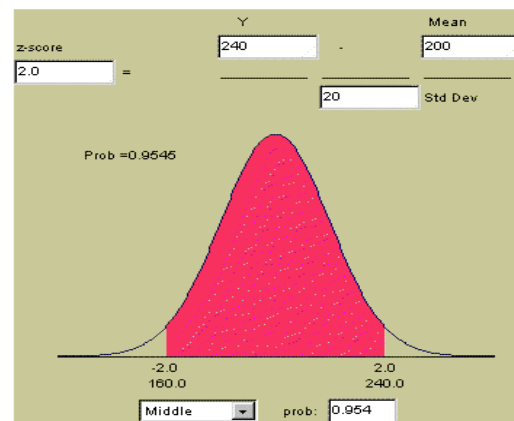 Y Mean
z-score 240 - 200
2.0 =
20 Std Dev
Prob =0.9545
-2.0 2.0
160.0 240.0
Middle prob: 0.954